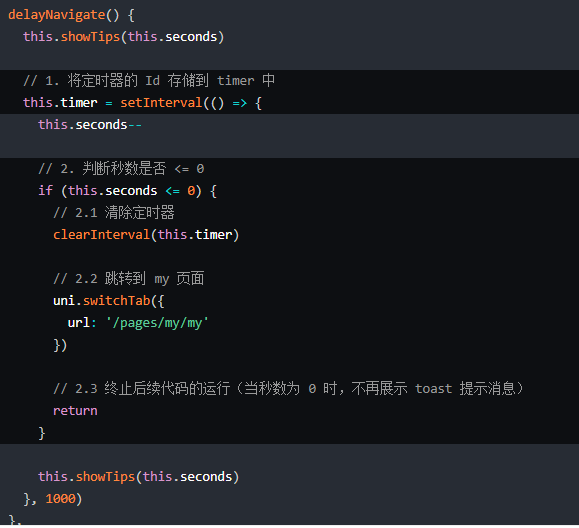 delayNavigate() {
  this.showTips(this.seconds)
  // 1. 将定时器的 Id 存储到 timer 中
  this.timer = setInterval(() => {
    this.seconds--
    // 2. 判断秒数是否 <= 0
    if (this.seconds <= 0) {
      // 2.1 清除定时器
      clearInterval(this.timer)
      // 2.2 跳转到 my 页面
      uni.switchTab({
        url: '/pages/my/my'
      })
      // 2.3 终止后续代码的运行（当秒数为 0 时，不再展示 toast 提示消息）
      return
    }
    this.showTips(this.seconds)
  }, 1000)
},